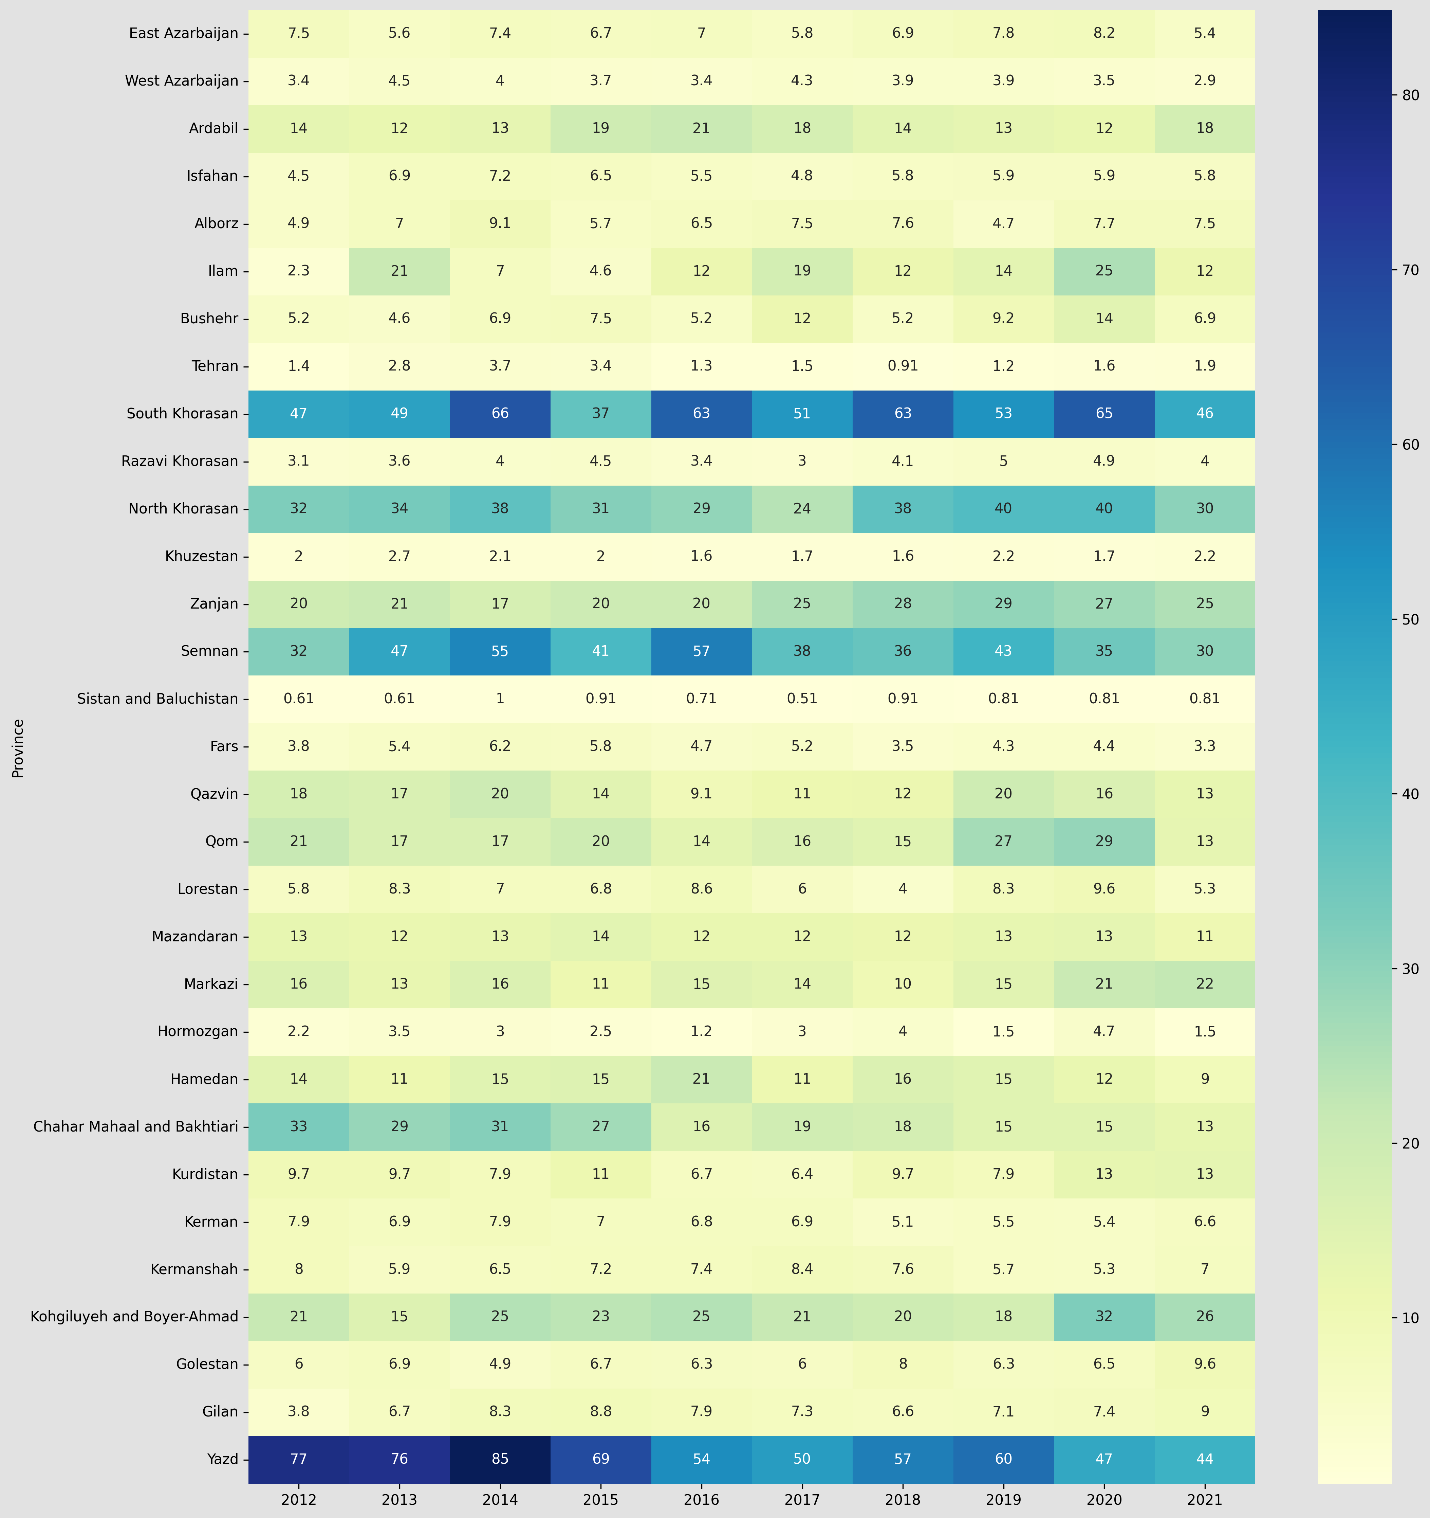 East Azarbaijan 7.5 5.6 7.4 6.7 7 5.8 6.9 7.8 8.2 5.4
West Azarbaijan 3.4 4.5 4 3.7 3.4 4.3 3.9 3.9 3.5 2.9
80
Ardabil 14 12 13 19 21 18 14 13 12 18
Isfahan 4.5 6.9 7.2 6.5 5.5 4.8 5.8 5.9 5.9 5.8
Alborz 4.9 7 9.1 5.7 6.5 7.5 7.6 4.7 7.7 7.5
Ilam 2.3 21 7 4.6 12 19 12 14 25 12
70
Bushehr 5.2 4.6 6.9 7.5 5.2 12 5.2 9.2 14 6.9
Tehran 1.4 2.8 3.7 3.4 1.3 1.5 0.91 1.2 1.6 1.9
South Khorasan 47 49 66 37 63 51 63 53 65 46
60
Razavi Khorasan 3.1 3.6 4 4.5 3.4 3 4.1 5 4.9 4
North Khorasan 32 34 38 31 29 24 38 40 40 30
Khuzestan 2 2.7 2.1 2 1.6 1.7 1.6 2.2 1.7 2.2
Zanjan 20 21 17 20 20 25 28 29 27 25
50
Semnan 32 47 55 41 57 38 36 43 35 30
Sistan and Baluchistan 0.61 0.61 1 0.91 0.71 0.51 0.91 0.81 0.81 0.81
Province
Fars 3.8 5.4 6.2 5.8 4.7 5.2 3.5 4.3 4.4 3.3
Qazvin 18 17 20 14 9.1 11 12 20 16 13
40
Qom 21 17 17 20 14 16 15 27 29 13
Lorestan 5.8 8.3 7 6.8 8.6 6 4 8.3 9.6 5.3
Mazandaran 13 12 13 14 12 12 12 13 13 11
30
Markazi 16 13 16 11 15 14 10 15 21 22
Hormozgan 2.2 3.5 3 2.5 1.2 3 4 1.5 4.7 1.5
Hamedan 14 11 15 15 21 11 16 15 12 9
Chahar Mahaal and Bakhtiari 33 29 31 27 16 19 18 15 15 13
20
Kurdistan 9.7 9.7 7.9 11 6.7 6.4 9.7 7.9 13 13
Kerman 7.9 6.9 7.9 7 6.8 6.9 5.1 5.5 5.4 6.6
Kermanshah 8 5.9 6.5 7.2 7.4 8.4 7.6 5.7 5.3 7
Kohgiluyeh and Boyer-Ahmad 21 15 25 23 25 21 20 18 32 26
10
Golestan 6 6.9 4.9 6.7 6.3 6 8 6.3 6.5 9.6
Gilan 3.8 6.7 8.3 8.8 7.9 7.3 6.6 7.1 7.4 9
Yazd 77 76 85 69 54 50 57 60 47 44
2012 2013 2014 2015 2016 2017 2018 2019 2020 2021